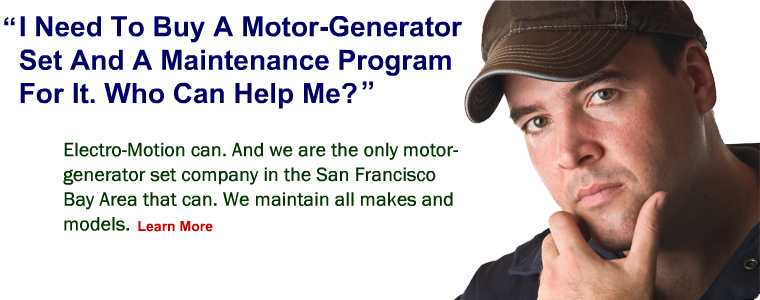 “I Need To Buy A Motor-Generator
Set And A Maintenance Program
For It. Who Can Help Me?”
Electro-Motion can. And we are the only motor-
generator set company in the San Francisco
Bay Area that can. We maintain all makes and
models. Learn More